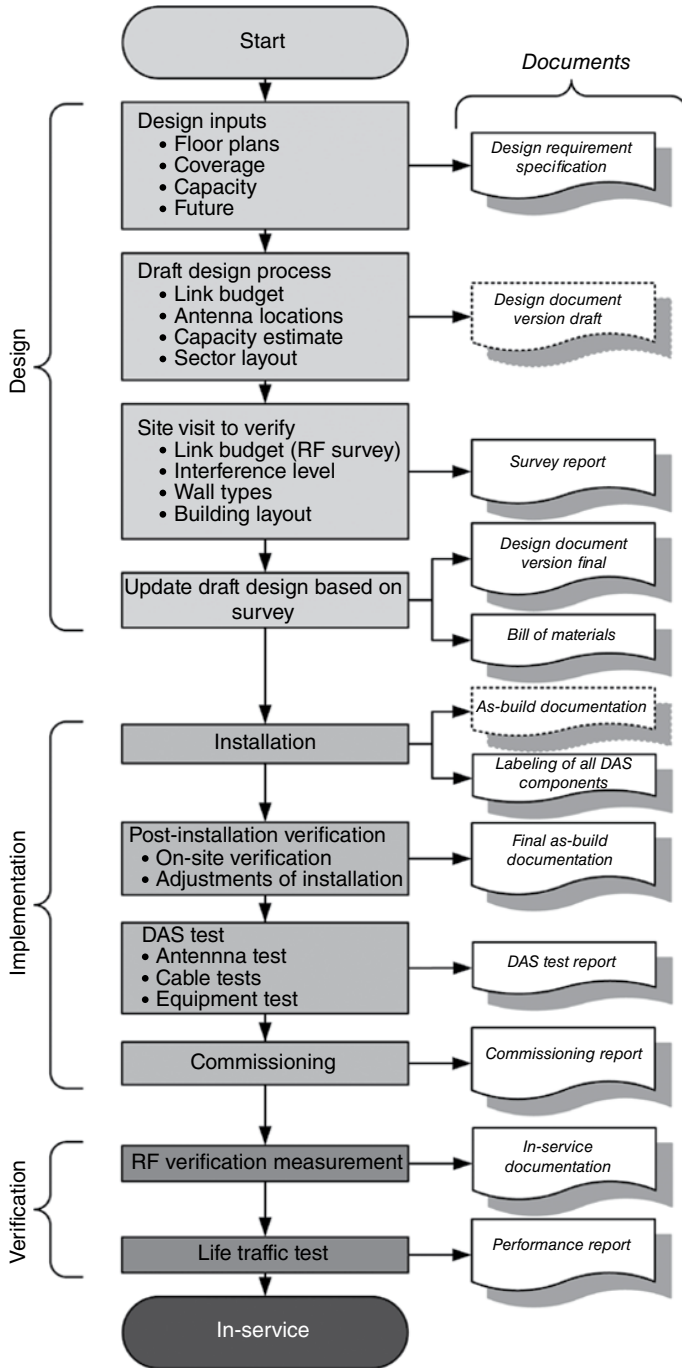 Start
Documents
Design
Design inputs
• Floor plans
• Coverage
• Capacity
• Future
Design requirement
specification
Draft design process
• Link budget
• Antenna locations
• Capacity estimate
• Sector layout
Design document
version draft
Site visit to verify
• Link budget (RF survey)
• Interference level
• Wall types
• Building layout
Survey report
Update draft design based on
survey
Design document
version final
Bill of materials
Implementation
Installation
As-build documentation
Labeling of all DAS
components
Post-installation verification
• On-site verification
• Adjustments of installation
Final as-build
documentation
DAS test
• Antennna test
• Cable tests
• Equipment test
DAS test report
Commissioning
Commissioning report
Verification
RF verification measurement
In-service
documentation
Life traffic test
Performance report
In-service